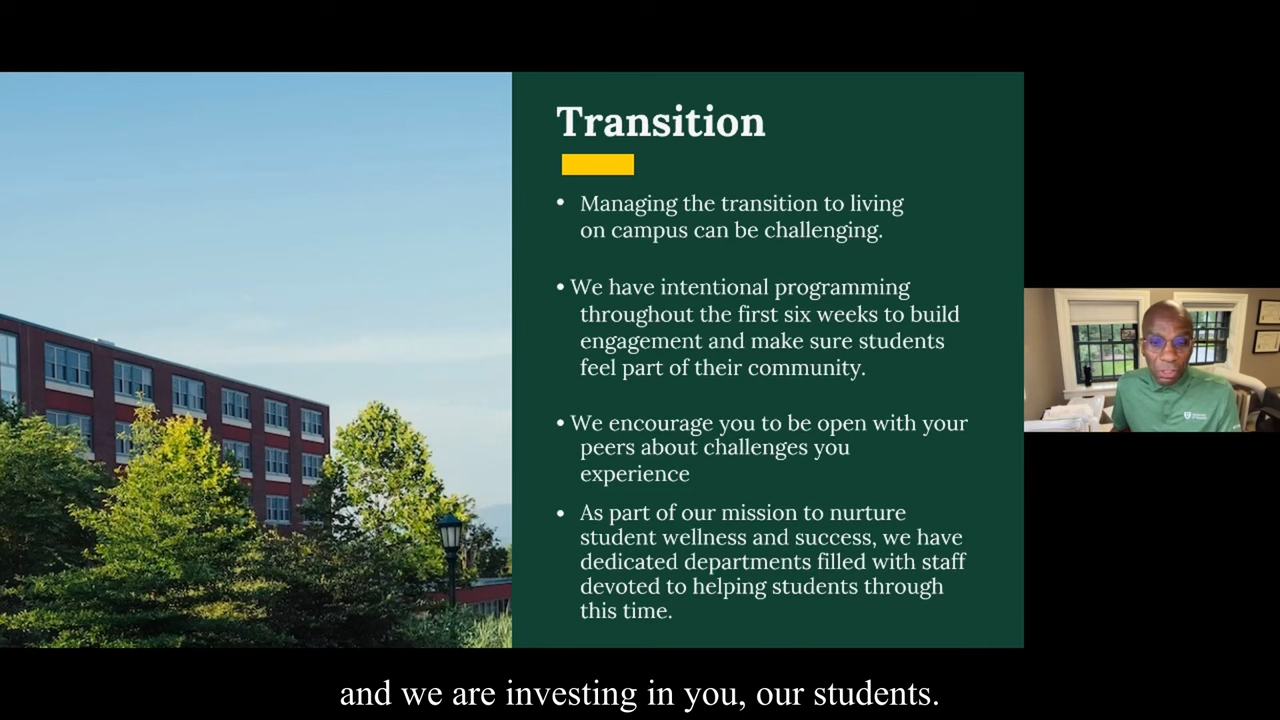 Transition
• Managing the transition to living
on campus can be challenging.
• We have intentional programming
throughout the first six weeks to build
engagement and make sure students
feel part of their community.
• We encourage you to be open with your
peers about challenges you
experience
• As part of our mission to nurture
student wellness and success, we have
dedicated departments filled with staff
devoted to helping students through
this time.
and we are investing in you, our students.